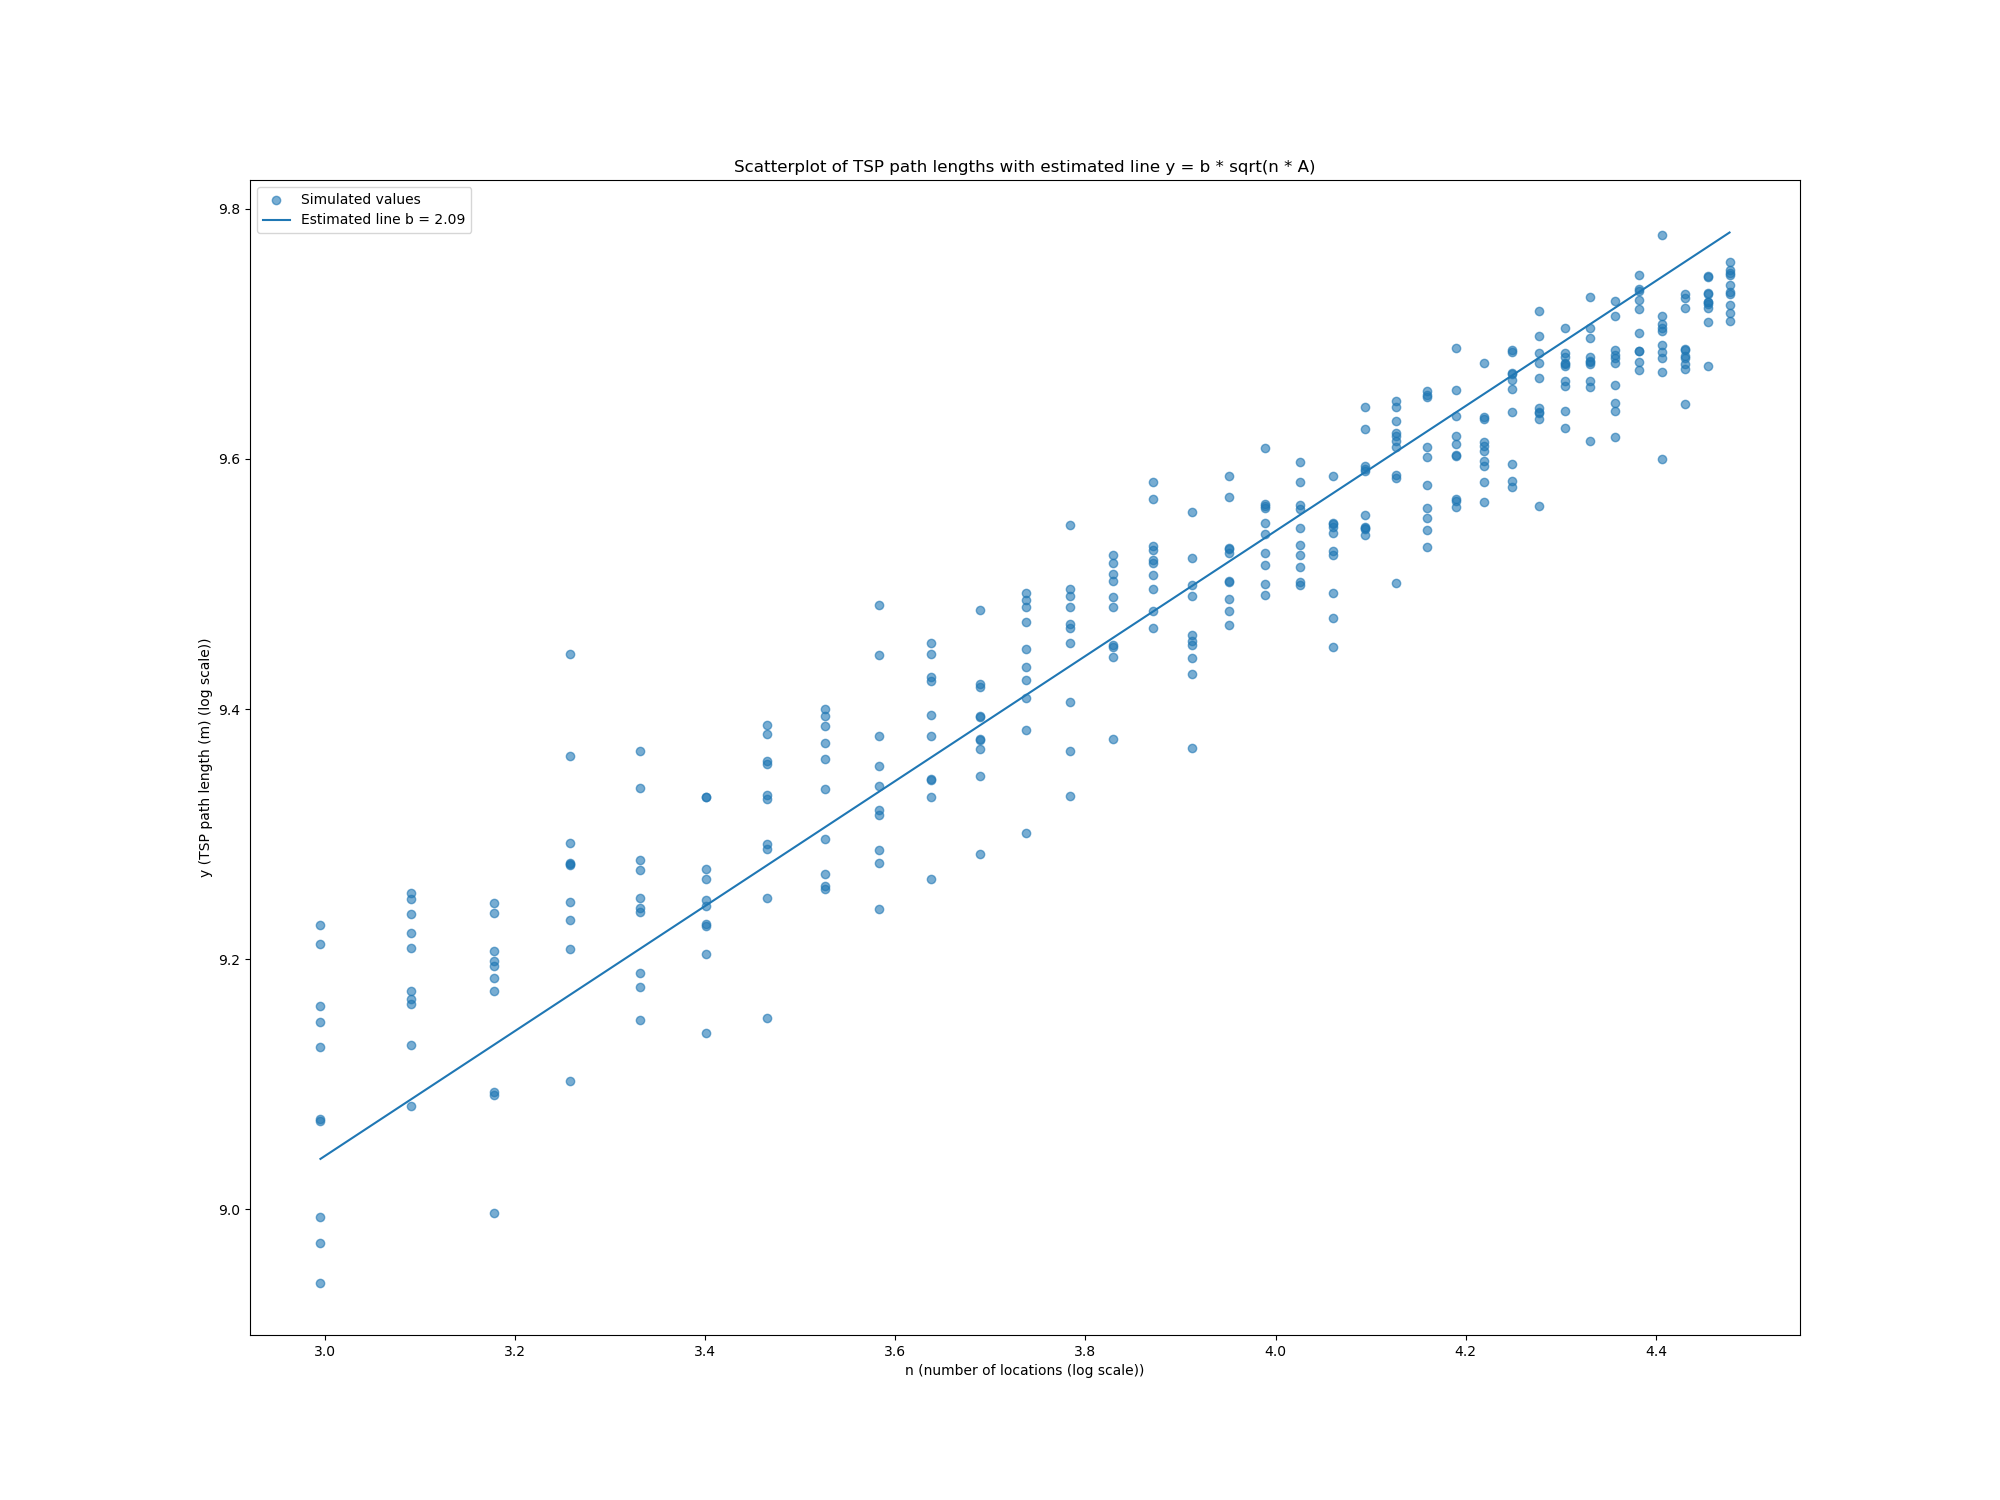 Scatterplot of TSP path lengths with estimated line y = b * sqrt(n * A)
Simulated values
Estimated line b = 2.09
y (TSP path length (m) (log scale))
9.8
9.6
9.4
9.2
9.0
3.0 3.2 3.4 3.6 3.8 4.0 4.2 4.4
n (number of locations (log scale))